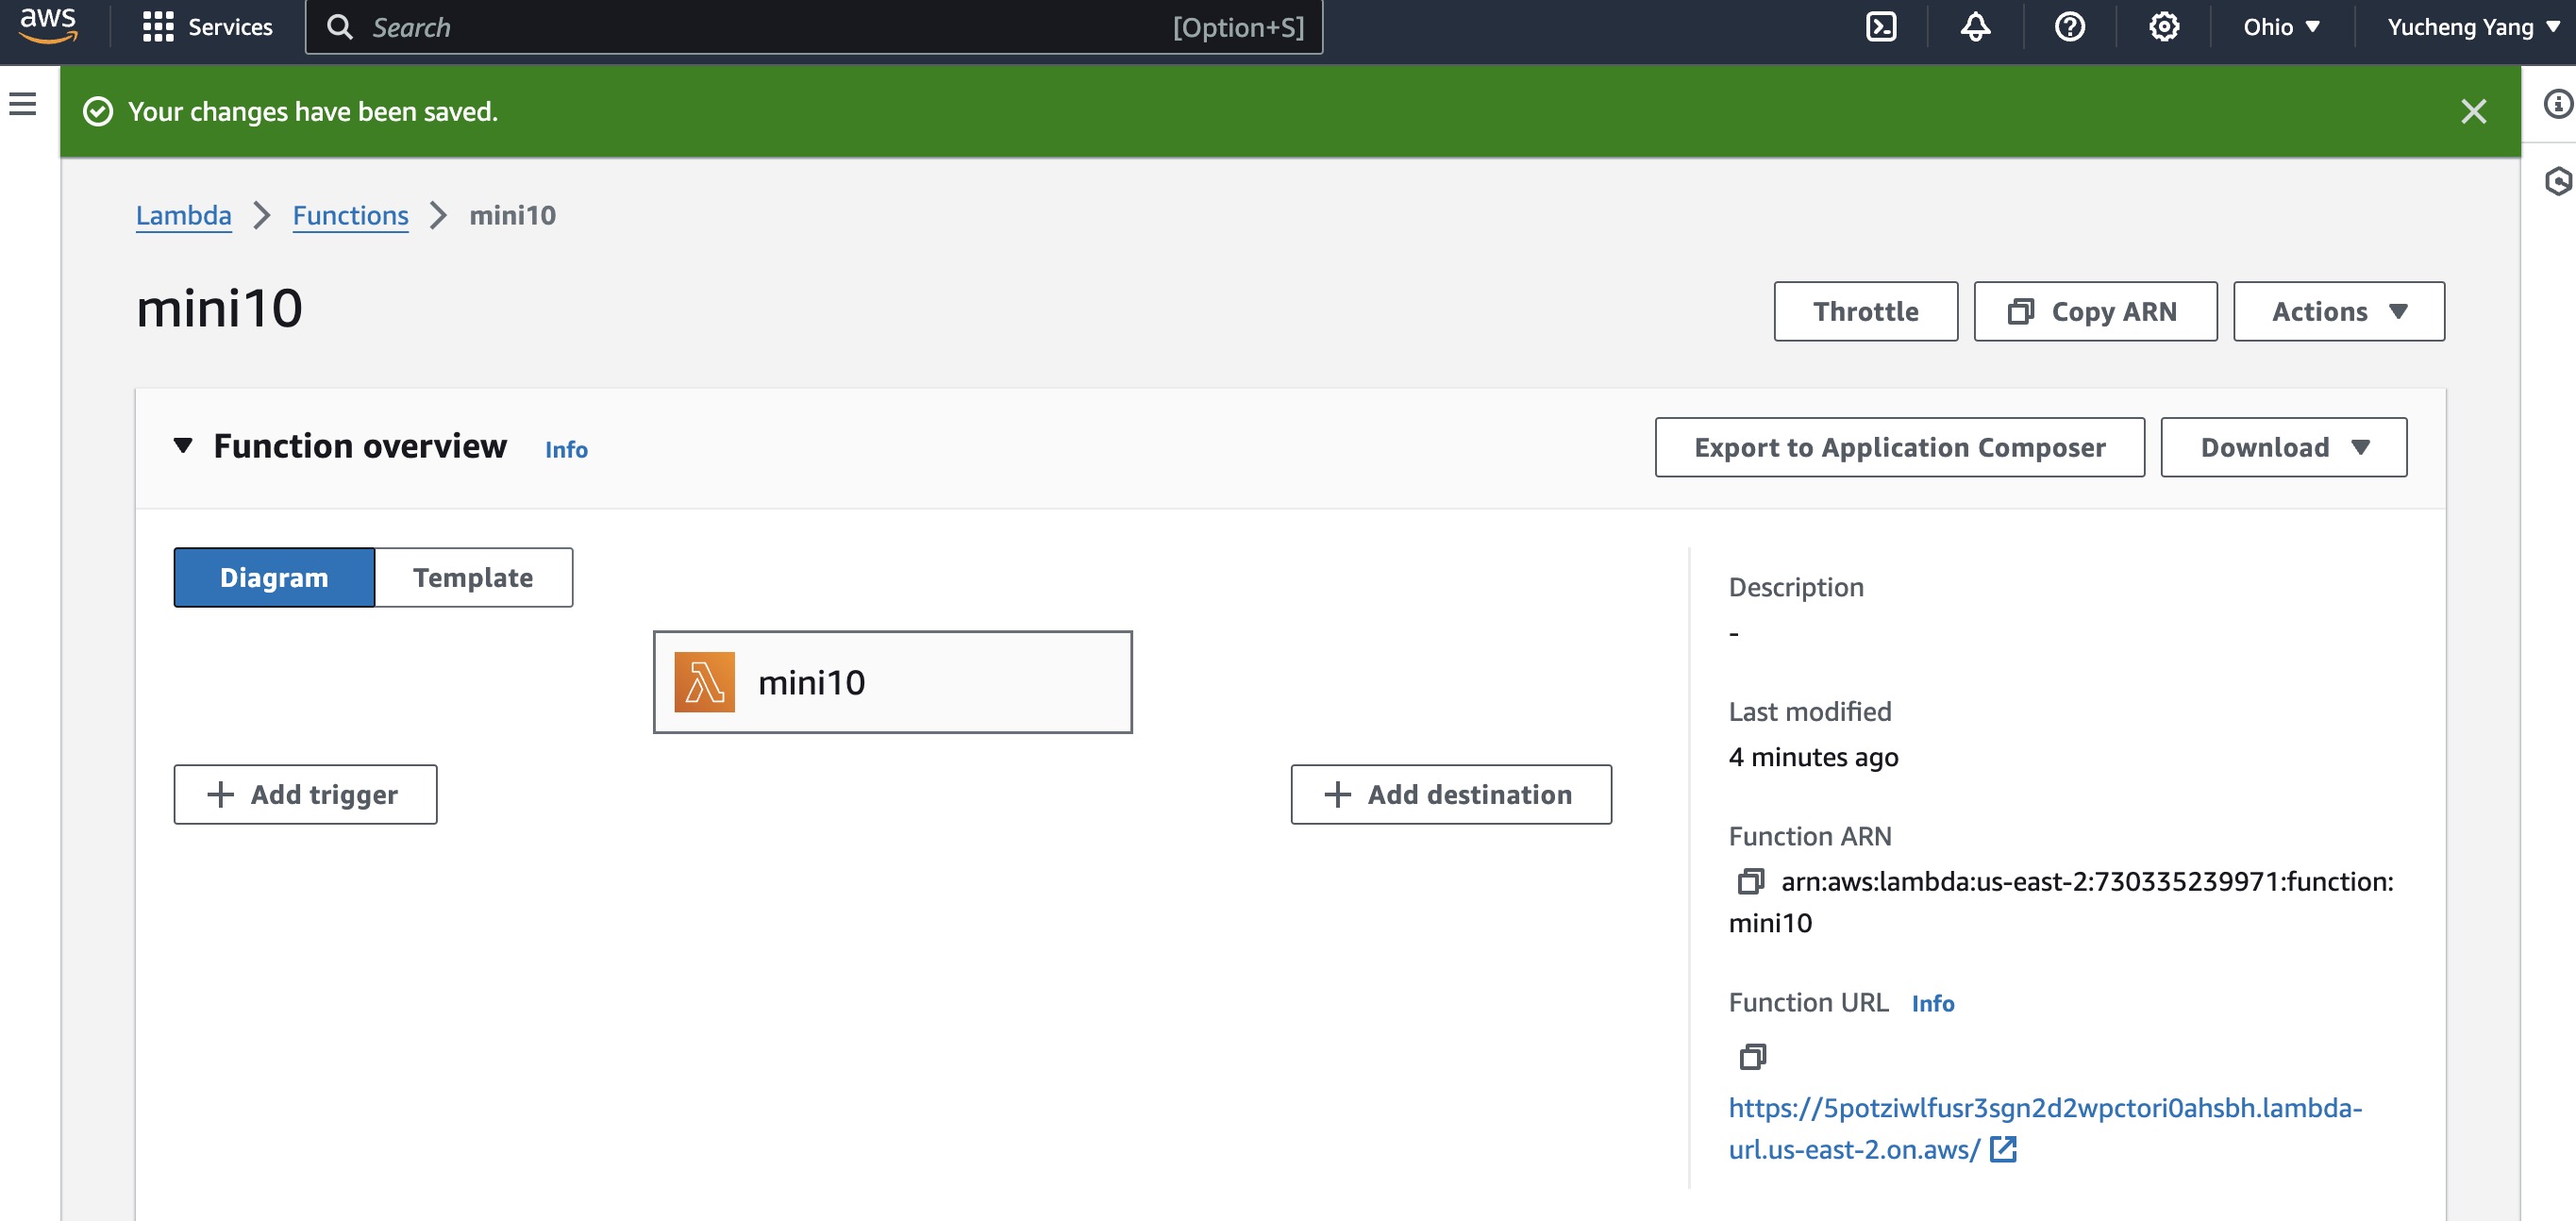 aws Services Search [Option+S] Ohio Yucheng Yang
Your changes have been saved.
Lambda Functions mini10
mini10
Throttle Copy ARN Actions
Function overview Info Export to Application Composer Download
Diagram Template
mini10
Add trigger Add destination
Description
-
Last modified
4 minutes ago
Function ARN
arn:aws:lambda:us-east-2:730335239971:function:
mini10
Function URL Info
https://5potziwlfusr3sgn2d2wpctori0ahsbh.lambda-
url.us-east-2.on.aws/